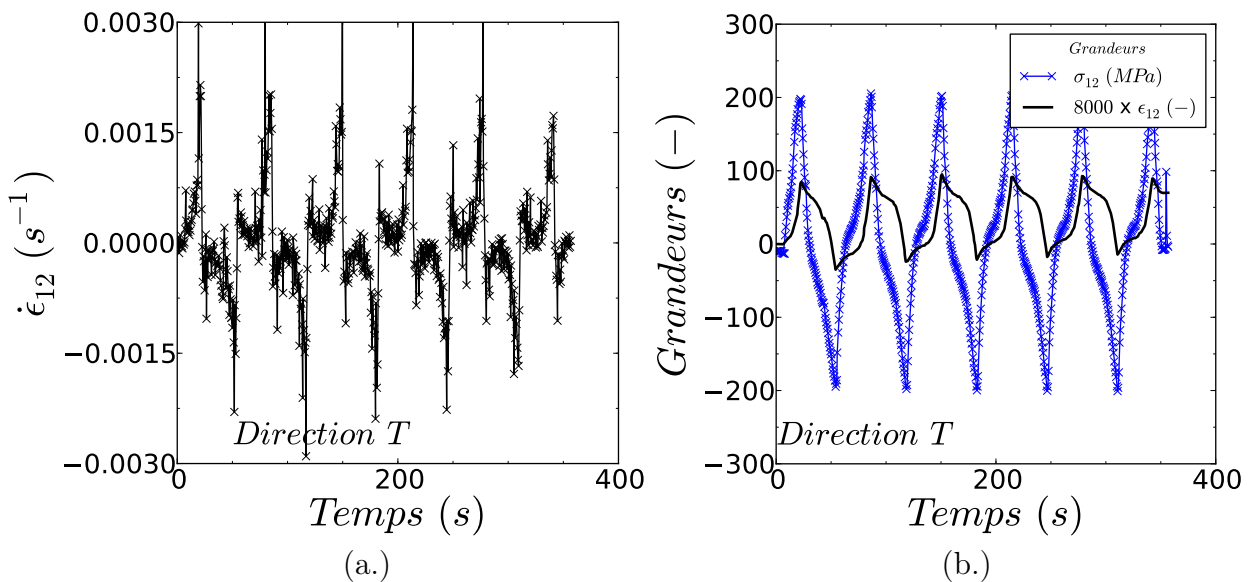 0.0030
0.0015
0.0000
−0.0015
−0.0030
ϵ̇₁₂ (s⁻¹)
0 200 400
Temps (s)
Direction T
(a.)
300
200
100
0
−100
−200
−300
Grandeurs (−)
Grandeurs
σ₁₂ (MPa)
8000 x ϵ₁₂ (−)
Direction T
0 200 400
Temps (s)
(b.)